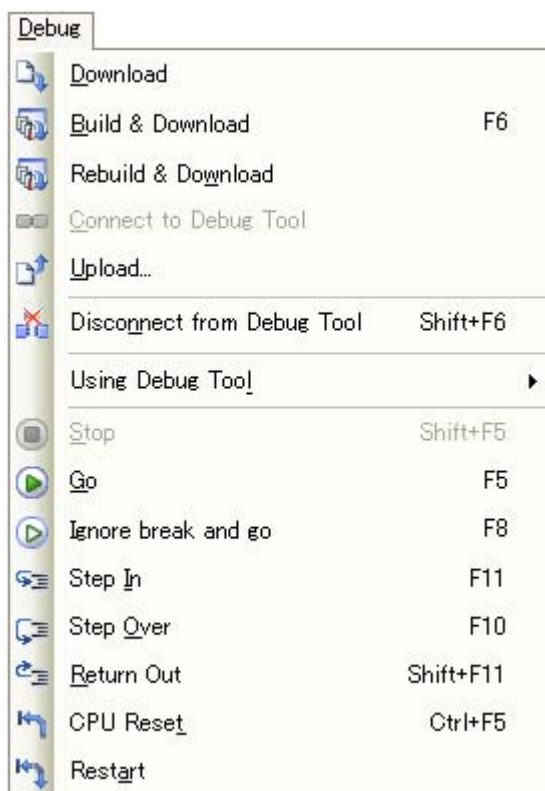 Debug
Download
Build & Download F6
Rebuild & Download
Connect to Debug Tool
Upload...
Disconnect from Debug Tool Shift+F6
Using Debug Tool
Stop Shift+F5
Go F5
Ignore break and go F8
Step In F11
Step Over F10
Return Out Shift+F11
CPU Reset Ctrl+F5
Restart